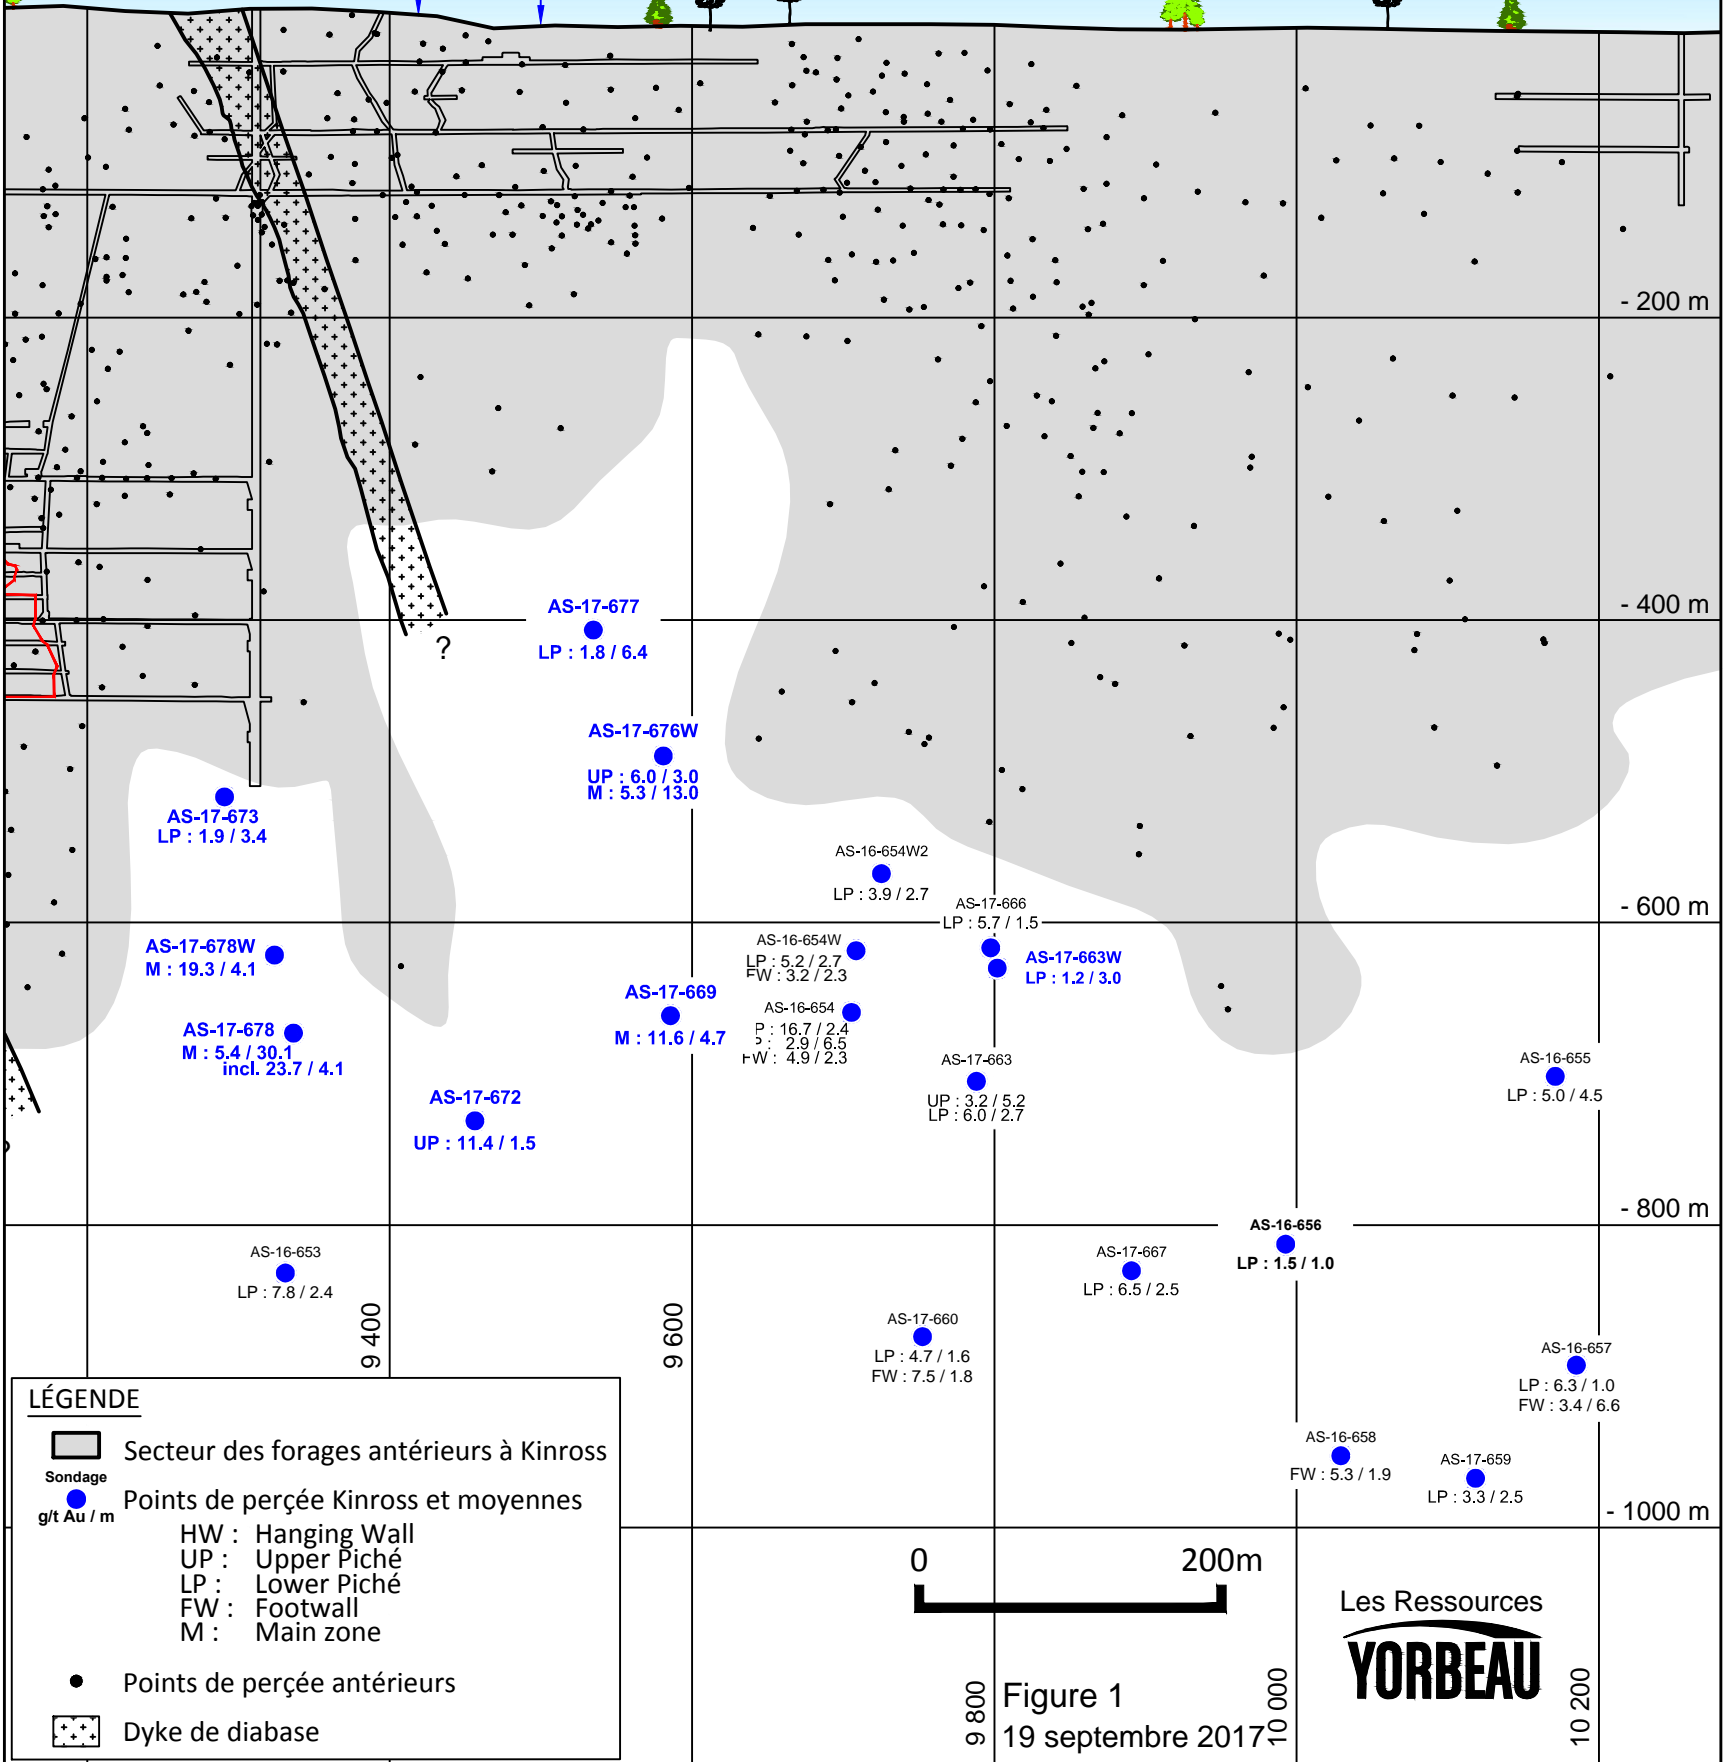 - 200 m
AS-17-677
- 400 m
LP : 1.8 / 6.4
?
AS-17-676W
UP : 6.0 / 3.0
M : 5.3 / 13.0
AS-17-673
LP : 1.9 / 3.4
AS-16-654W2
LP : 3.9 / 2.7
AS-17-666
LP : 5.7 / 1.5
- 600 m
AS-17-678W
M : 19.3 / 4.1
AS-16-654W
LP : 5.2 / 2.7
FW : 3.2 / 2.3
AS-17-663W
LP : 1.2 / 3.0
AS-17-669
M : 11.6 / 4.7
AS-16-654
P : 16.7 / 2.4
: 2.9 / 6.5
FW : 4.9 / 2.3
AS-17-678
M : 5.4 / 30.1
incl. 23.7 / 4.1
AS-17-663
UP : 3.2 / 5.2
LP : 6.0 / 2.7
AS-16-655
LP : 5.0 / 4.5
AS-17-672
UP : 11.4 / 1.5
- 800 m
AS-16-656
LP : 1.5 / 1.0
AS-16-653
LP : 7.8 / 2.4
AS-17-667
LP : 6.5 / 2.5
AS-17-660
LP : 4.7 / 1.6
FW : 7.5 / 1.8
AS-16-657
LP : 6.3 / 1.0
FW : 3.4 / 6.6
AS-16-658
FW : 5.3 / 1.9
AS-17-659
LP : 3.3 / 2.5
- 1000 m
9 400
9 600
9 800
10 000
10 200
LÉGENDE
Secteur des forages antérieurs à Kinross
Sondage
g/t Au / m
Points de perçée Kinross et moyennes
HW : Hanging Wall
UP : Upper Piché
LP : Lower Piché
FW : Footwall
M : Main zone
Points de perçée antérieurs
Dyke de diabase
0 200m
Figure 1
19 septembre 2017
Les Ressources
YORBEAU